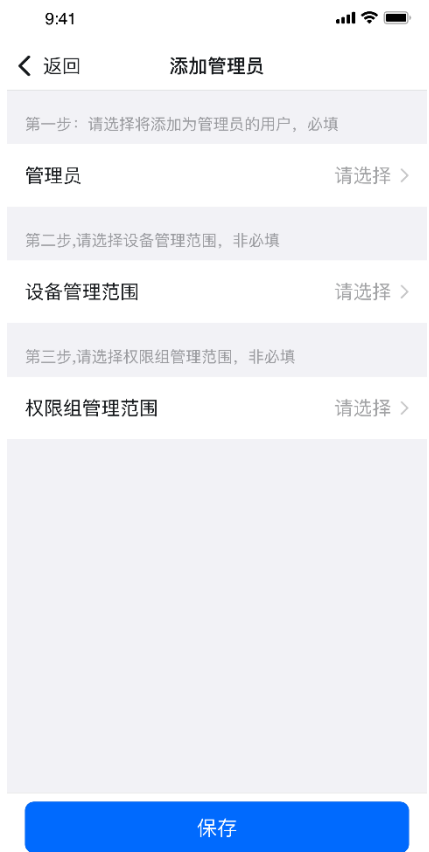 9:41
返回
添加管理员
第一步：请选择将添加为管理员的用户，必填
管理员
请选择
第二步,请选择设备管理范围，非必填
设备管理范围
请选择
第三步,请选择权限组管理范围，非必填
权限组管理范围
请选择
保存